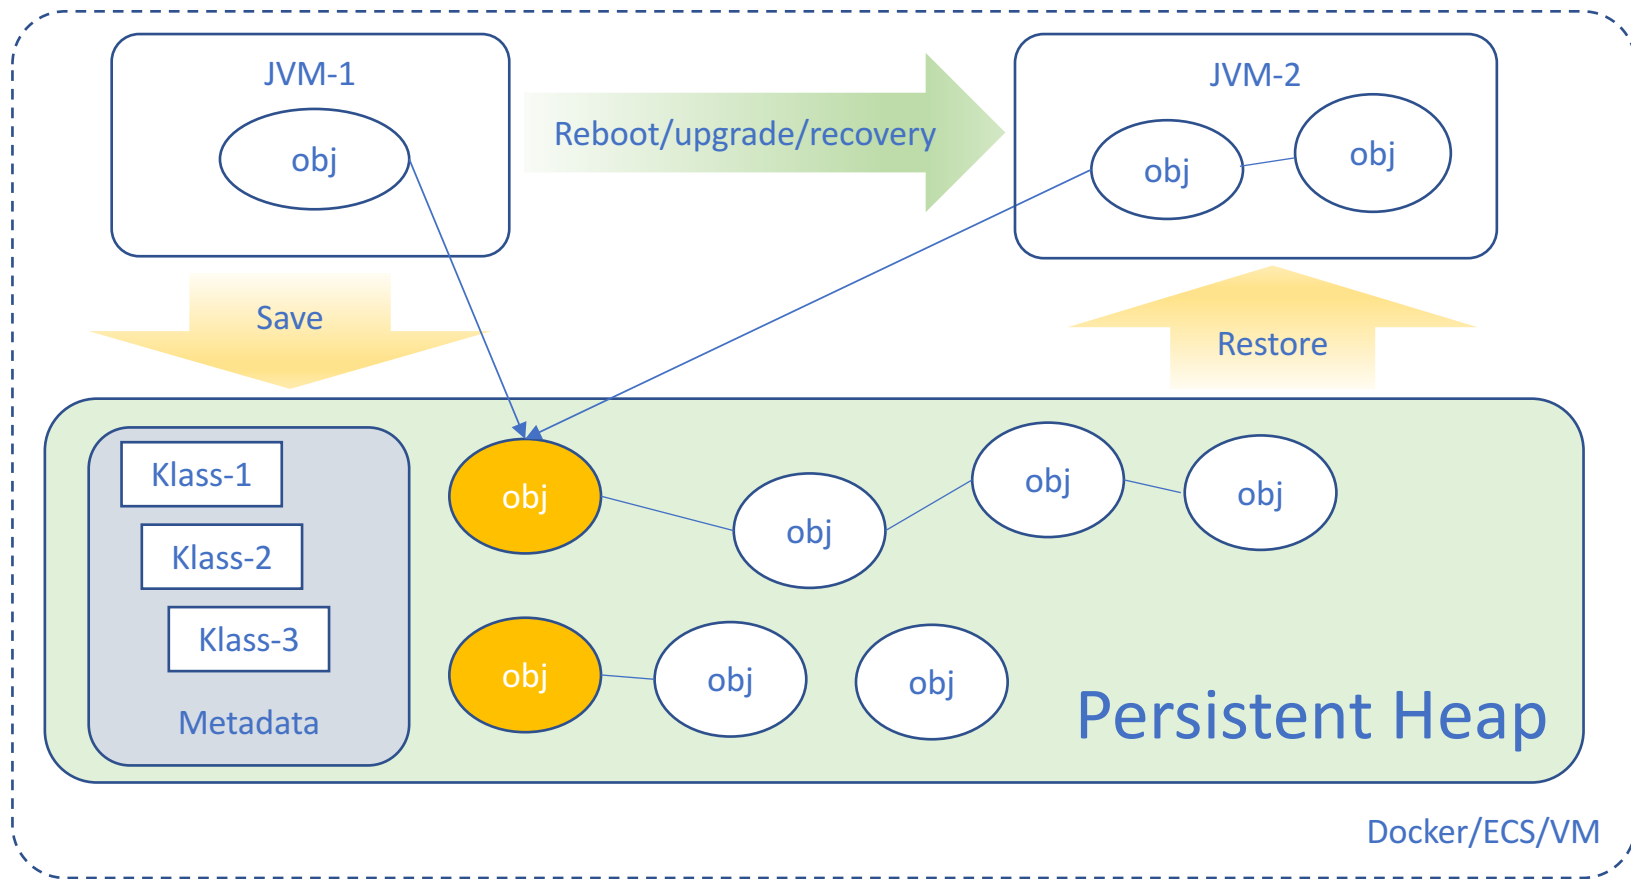 JVM-1
obj
Reboot/upgrade/recovery
JVM-2
obj
obj
Save
Restore
Klass-1
Klass-2
Klass-3
Metadata
obj
obj
obj
obj
obj
obj
obj
Persistent Heap
Docker/ECS/VM